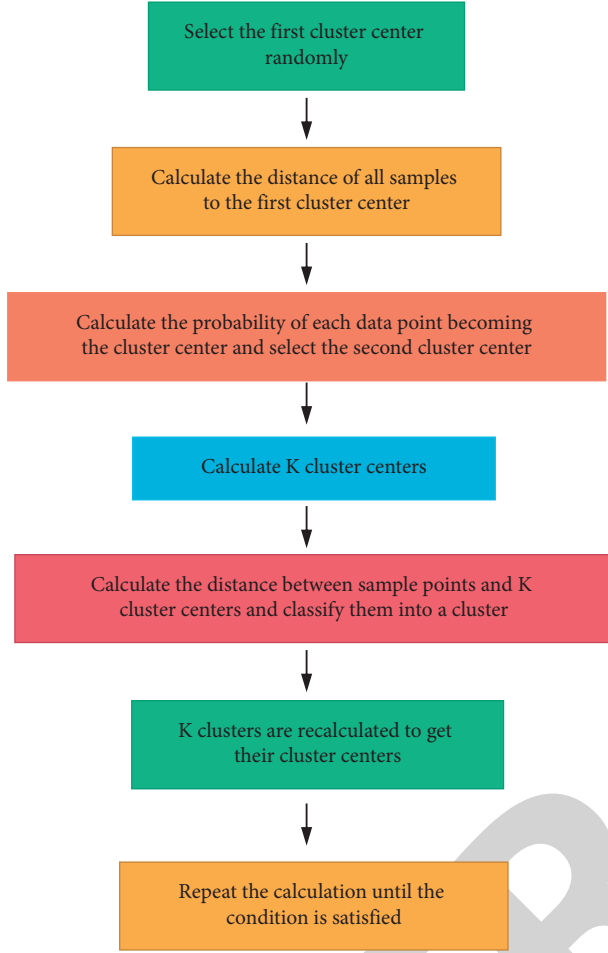 Select the first cluster center
randomly
Calculate the distance of all samples
to the first cluster center
Calculate the probability of each data point becoming
the cluster center and select the second cluster center
Calculate K cluster centers
Calculate the distance between sample points and K
cluster centers and classify them into a cluster
K clusters are recalculated to get
their cluster centers
Repeat the calculation until the
condition is satisfied